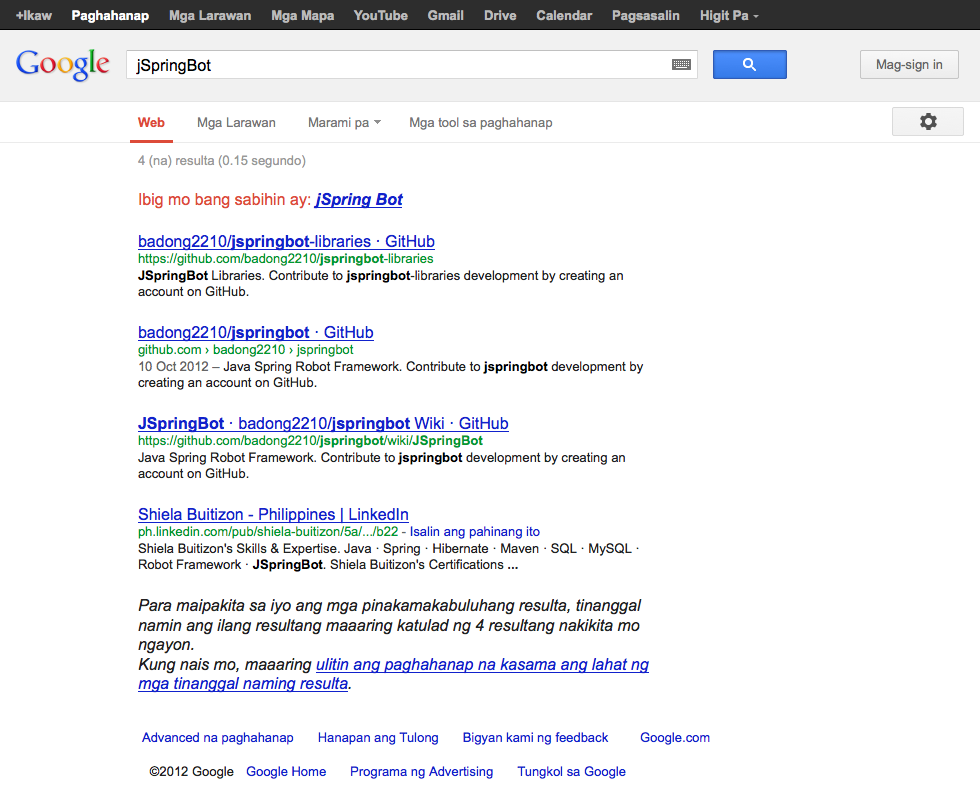 +Ikaw Paghahanap Mga Larawan Mga Mapa YouTube Gmail Drive Calendar Pagsasalin Higit Pa
Google jSpringBot Mag-sign in
Web Mga Larawan Marami pa Mga tool sa paghahanap
4 (na) resulta (0.15 segundo)
Ibig mo bang sabihin ay: jSpring Bot
badong2210/jspringbot-libraries · GitHub
https://github.com/badong2210/jspringbot-libraries
JSpringBot Libraries. Contribute to jspringbot-libraries development by creating an
account on GitHub.
badong2210/jspringbot · GitHub
github.com › badong2210 › jspringbot
10 Oct 2012 – Java Spring Robot Framework. Contribute to jspringbot development by
creating an account on GitHub.
JSpringBot · badong2210/jspringbot Wiki · GitHub
https://github.com/badong2210/jspringbot/wiki/JSpringBot
Java Spring Robot Framework. Contribute to jspringbot development by creating an
account on GitHub.
Shiela Buitizon - Philippines | LinkedIn
ph.linkedin.com/pub/shiela-buitizon/5a/.../b22 - Isalin ang pahinang ito
Shiela Buitizon's Skills & Expertise. Java · Spring · Hibernate · Maven · SQL · MySQL ·
Robot Framework · JSpringBot. Shiela Buitizon's Certifications ...
Para maipakita sa iyo ang mga pinakamakabuluhang resulta, tinanggal
namin ang ilang resultang maaaring katulad ng 4 resultang nakikita mo
ngayon.
Kung nais mo, maaaring ulitin ang paghahanap na kasama ang lahat ng
mga tinanggal naming resulta.
Advanced na paghahanap Hanapan ang Tulong Bigyan kami ng feedback Google.com
©2012 Google Google Home Programa ng Advertising Tungkol sa Google